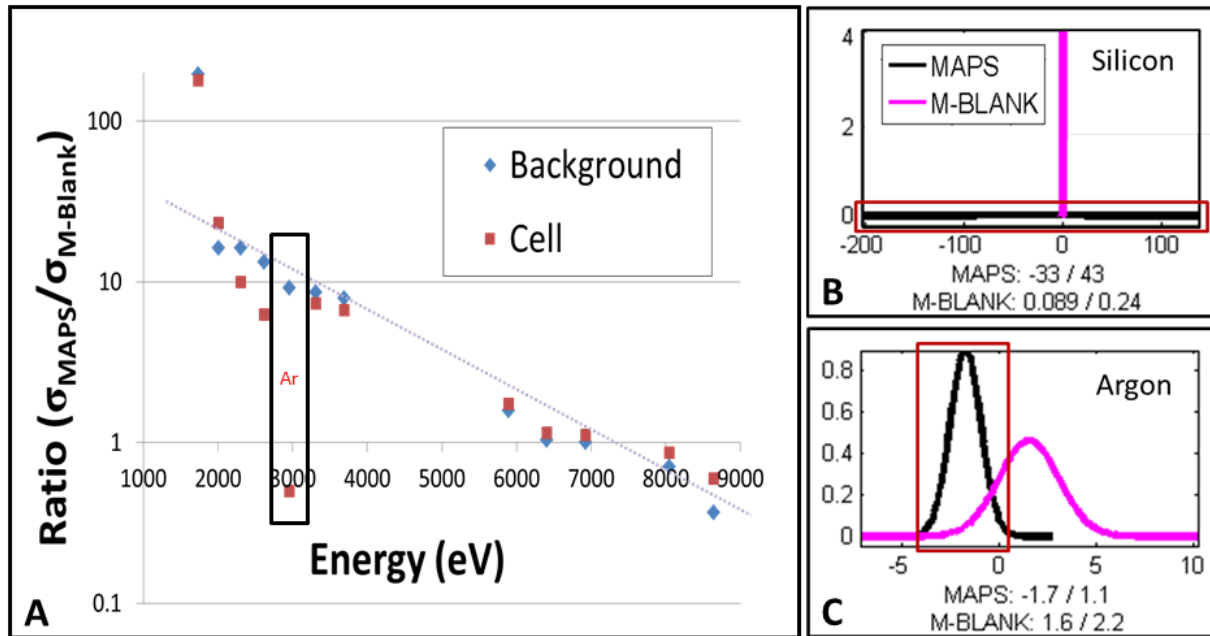 Ratio (σMAPS/σM-Blank)
100
10
1
0.1
Background
Cell
Ar
1000 2000 3000 4000 5000 6000 7000 8000 9000
Energy (eV)
A
4
2
0
MAPS
M-BLANK
Silicon
-200 -100 0 100
MAPS: -33 / 43
M-BLANK: 0.089 / 0.24
B
0.8
0.6
0.4
0.2
0
Argon
-5 0 5 10
MAPS: -1.7 / 1.1
M-BLANK: 1.6 / 2.2
C